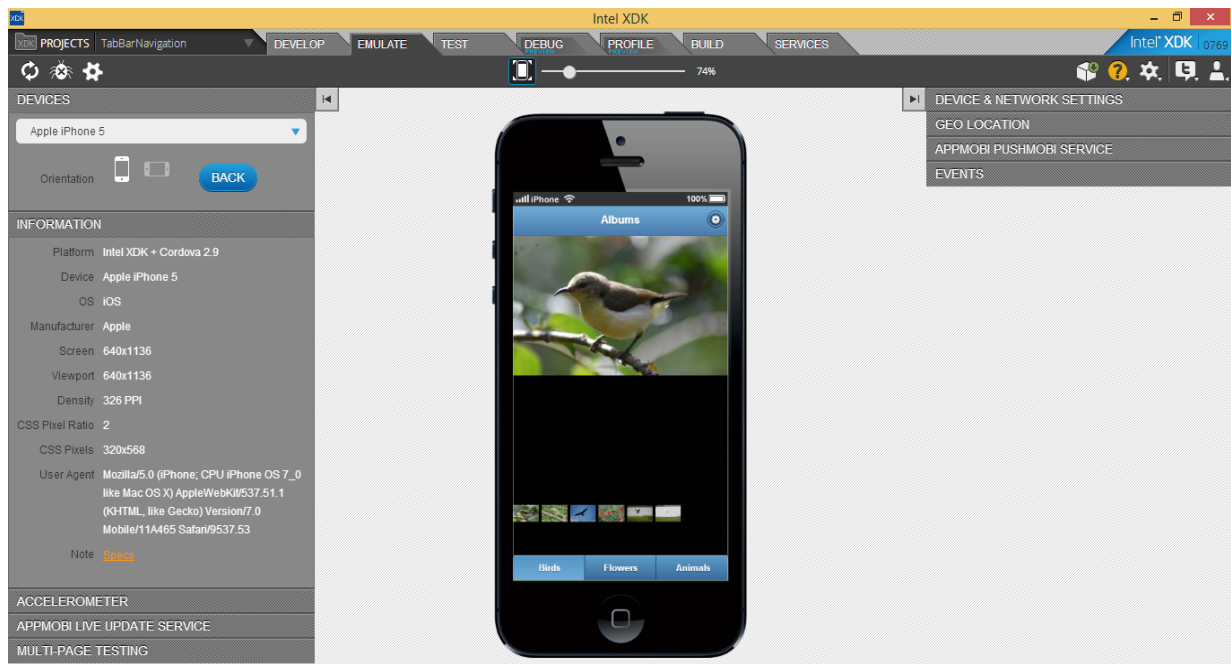 XDK
Intel XDK
XDK PROJECTS TabBarNavigation DEVELOP EMULATE TEST DEBUG PROFILE BUILD SERVICES Intel® XDK 0769
PREVIEW PREVIEW
74%
DEVICES
Apple iPhone 5
Orientation BACK
INFORMATION
Platform Intel XDK + Cordova 2.9
Device Apple iPhone 5
OS iOS
Manufacturer Apple
Screen 640x1136
Viewport 640x1136
Density 326 PPI
CSS Pixel Ratio 2
CSS Pixels 320x568
User Agent Mozilla/5.0 (iPhone; CPU iPhone OS 7_0
like Mac OS X) AppleWebKit/537.51.1
(KHTML, like Gecko) Version/7.0
Mobile/11A465 Safari/9537.53
Note Specs
ACCELEROMETER
APPMOBI LIVE UPDATE SERVICE
MULTI-PAGE TESTING
iPhone 100%
Albums
Birds Flowers Animals
DEVICE & NETWORK SETTINGS
GEO LOCATION
APPMOBI PUSHMOBI SERVICE
EVENTS